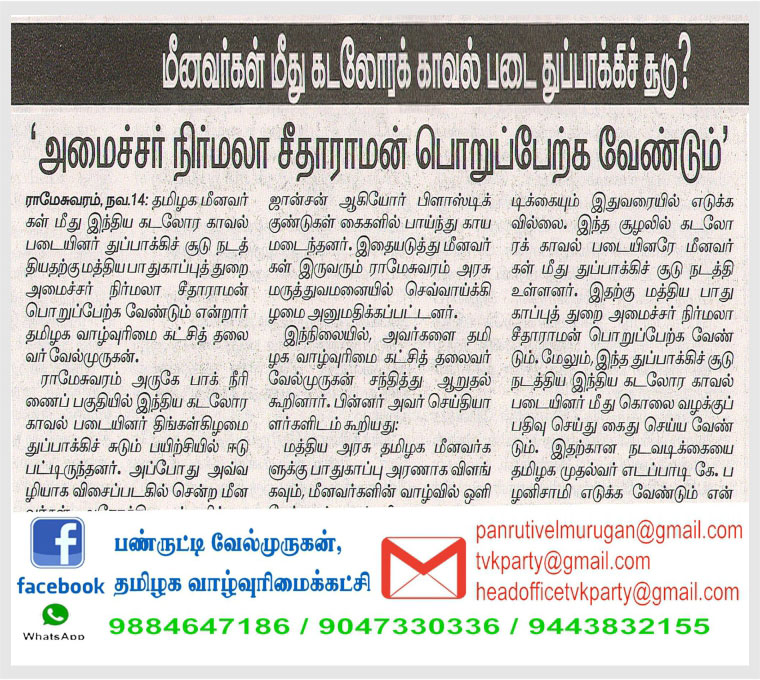 மீனவர்கள் மீது கடலோரக் காவல் படை துப்பாக்கிச் சூடு?
‘அமைச்சர் நிர்மலா சீதாராமன் பொறுப்பேற்க வேண்டும்’
ராமேசுவரம், நவ.14: தமிழக மீனவர்
கள் மீது இந்திய கடலோர காவல்
படையினர் துப்பாக்கிச் சூடு நடத்
தியதற்கு மத்திய பாதுகாப்புத் துறை
அமைச்சர் நிர்மலா சீதாராமன்
பொறுப்பேற்க வேண்டும் என்றார்
தமிழக வாழ்வுரிமை கட்சித் தலை
வர் வேல்முருகன்.
ராமேசுவரம் அருகே பாக் நீரி
ணைப் பகுதியில் இந்திய கடலோர
காவல் படையினர் திங்கள்கிழமை
துப்பாக்கிச் சுடும் பயிற்சியில் ஈடு
பட்டிருந்தனர். அப்போது அவ்வ
ழியாக விசைப்படகில் சென்ற மீன
ஜான்சன் ஆகியோர் பிளாஸ்டிக்
குண்டுகள் கைகளில் பாய்ந்து காய
மடைந்தனர். இதையடுத்து மீனவர்
கள் இருவரும் ராமேசுவரம் அரசு
மருத்துவமனையில் செவ்வாய்க்கி
ழமை அனுமதிக்கப்பட்டனர்.
இந்நிலையில், அவர்களை தமி
ழக வாழ்வுரிமை கட்சித் தலைவர்
வேல்முருகன் சந்தித்து ஆறுதல்
கூறினார். பின்னர் அவர் செய்தியா
ளர்களிடம் கூறியது:
மத்திய அரசு தமிழக மீனவர்க
ளுக்கு பாதுகாப்பு அரணாக விளங்
கவும், மீனவர்களின் வாழ்வில் ஒளி
டிக்கையும் இதுவரையில் எடுக்க
வில்லை. இந்த சூழலில் கடலோ
ரக் காவல் படையினரே மீனவர்
கள் மீது துப்பாக்கிச் சூடு நடத்தி
உள்ளனர். இதற்கு மத்திய பாது
காப்புத் துறை அமைச்சர் நிர்மலா
சீதாராமன் பொறுப்பேற்க வேண்
டும். மேலும், இந்த துப்பாக்கிச் சூடு
நடத்திய இந்திய கடலோர காவல்
படையினர் மீது கொலை வழக்குப்
பதிவு செய்து கைது செய்ய வேண்
டும். இதற்கான நடவடிக்கையை
தமிழக முதல்வர் எடப்பாடி கே. ப
ழனிசாமி எடுக்க வேண்டும் என்
facebook
பண்ருட்டி வேல்முருகன்,
தமிழக வாழ்வுரிமைக்கட்சி
panrutivelmurugan@gmail.com
tvkparty@gmail.com
headofficetvkparty@gmail.com
WhatsApp
9884647186 / 9047330336 / 9443832155